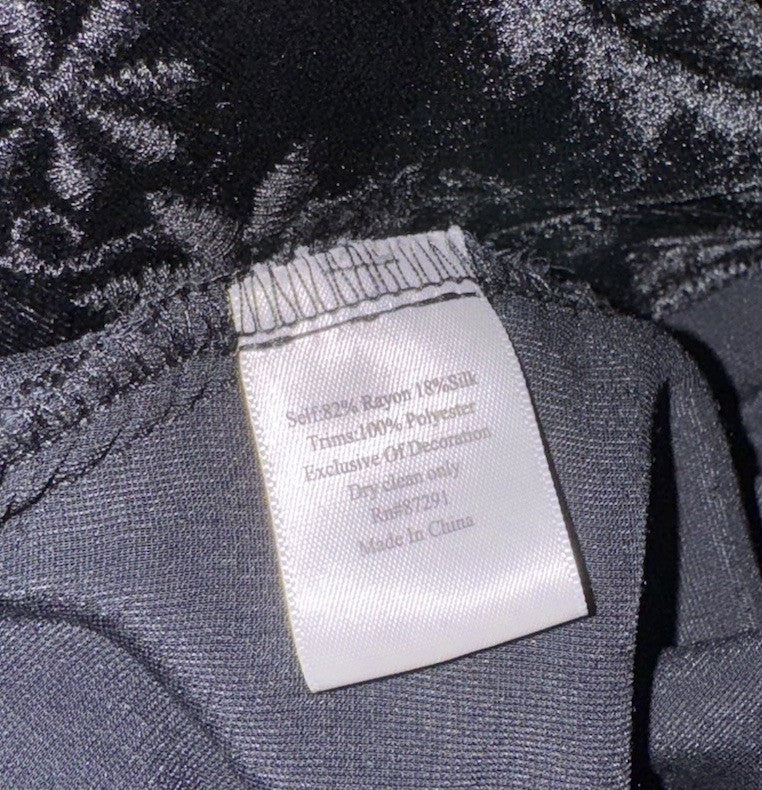 Self:82% Rayon 18%Silk
Trims:100% Polyester
Exclusive Of Decoration
Dry clean only
Rn#87291
Made In China